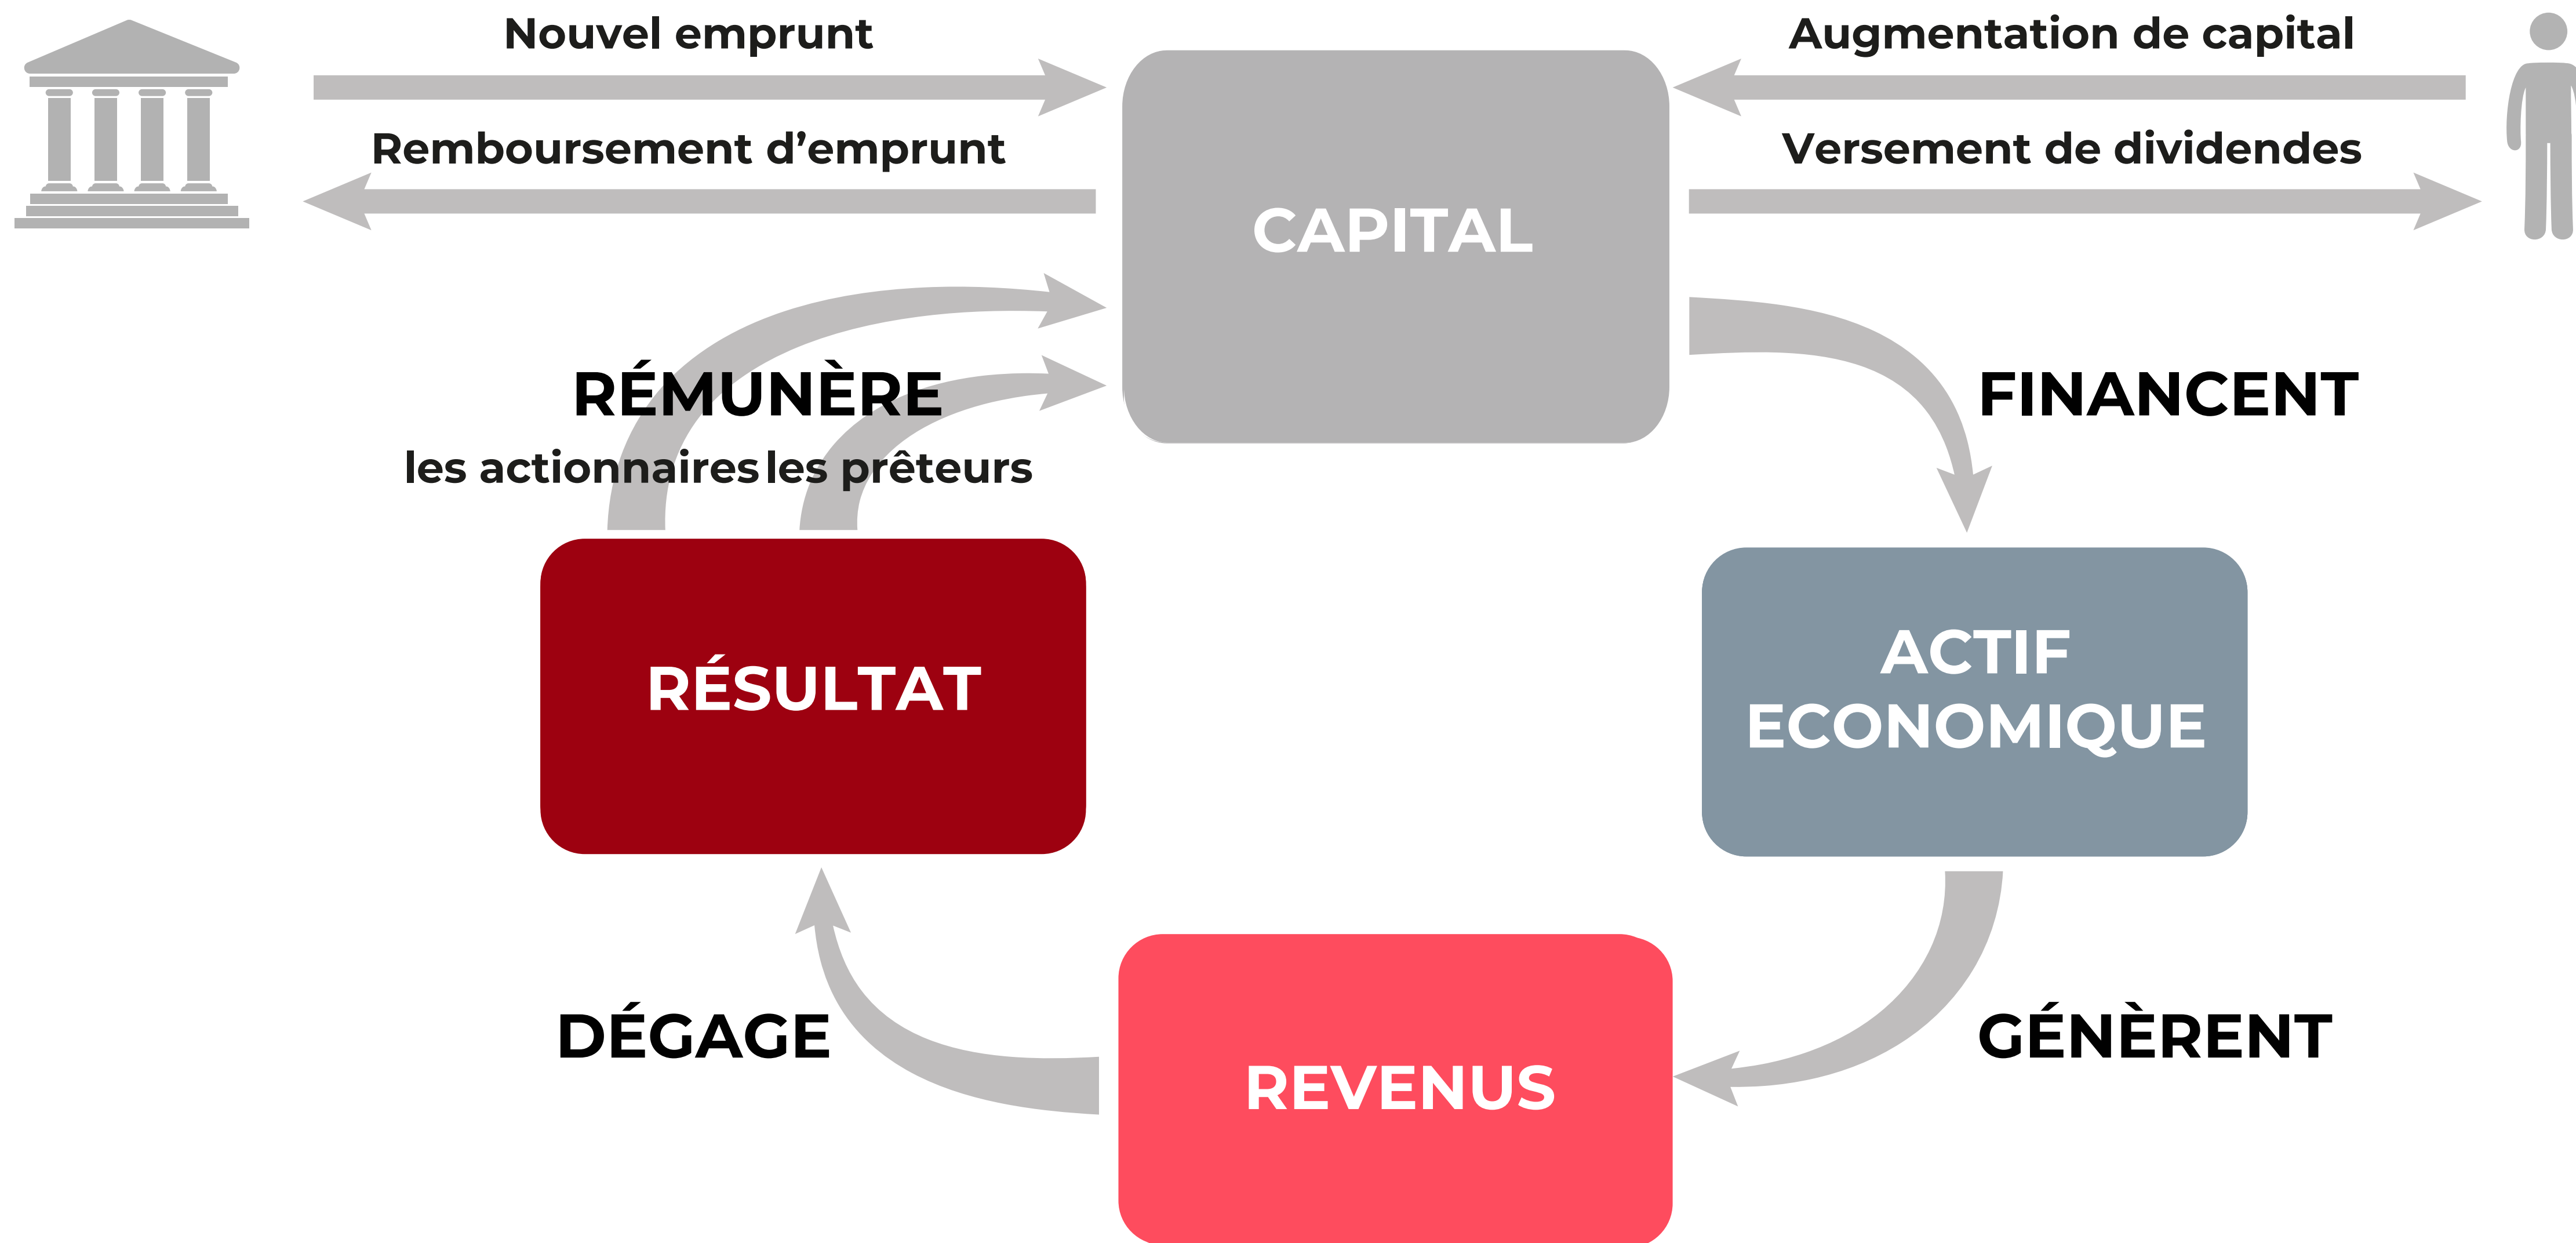 Nouvel emprunt
Augmentation de capital
Remboursement d’emprunt
Versement de dividendes
CAPITAL
RÉMUNÈRE
FINANCENT
les actionnaires les prêteurs
RÉSULTAT
ACTIF
ECONOMIQUE
DÉGAGE
GÉNÈRENT
REVENUS